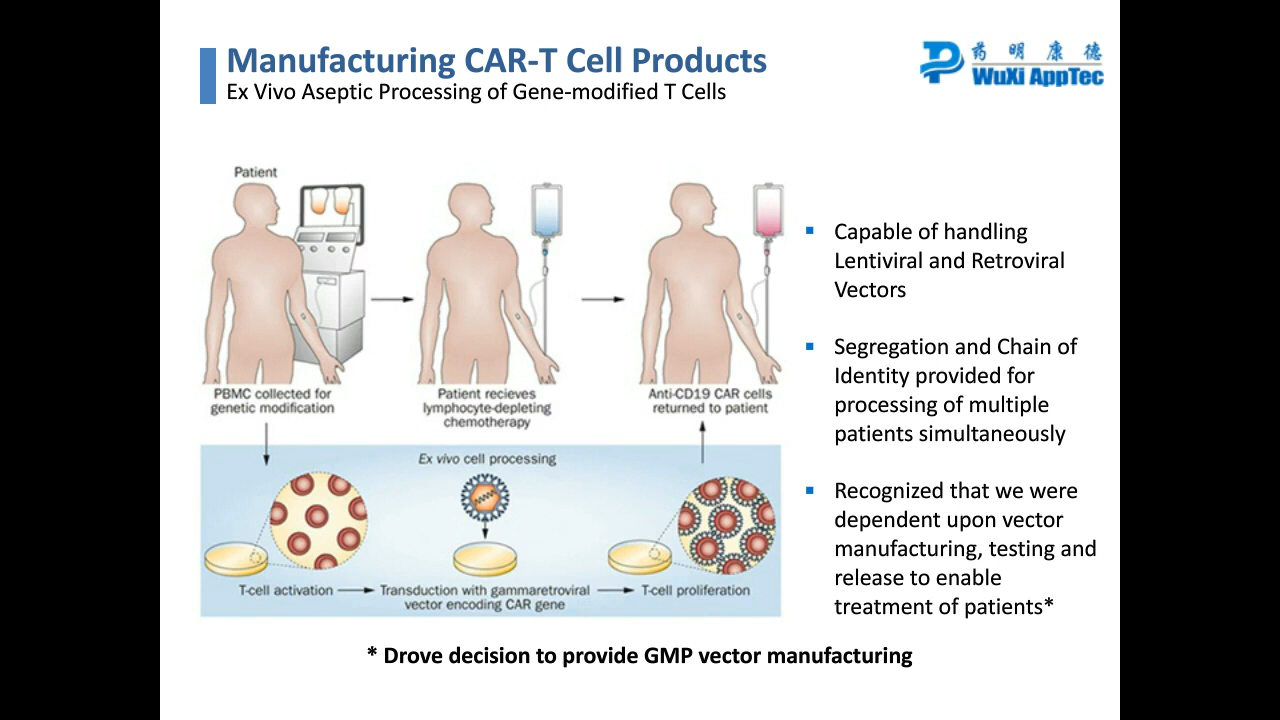 Manufacturing CAR-T Cell Products
Ex Vivo Aseptic Processing of Gene-modified T Cells
药明康德
WuXi AppTec
Patient
PBMC collected for
genetic modification
Patient recieves
lymphocyte-depleting
chemotherapy
Anti-CD19 CAR cells
returned to patient
Ex vivo cell processing
T-cell activation
Transduction with gammaretroviral
vector encoding CAR gene
T-cell proliferation
▪ Capable of handling
Lentiviral and Retroviral
Vectors
▪ Segregation and Chain of
Identity provided for
processing of multiple
patients simultaneously
▪ Recognized that we were
dependent upon vector
manufacturing, testing and
release to enable
treatment of patients*
* Drove decision to provide GMP vector manufacturing